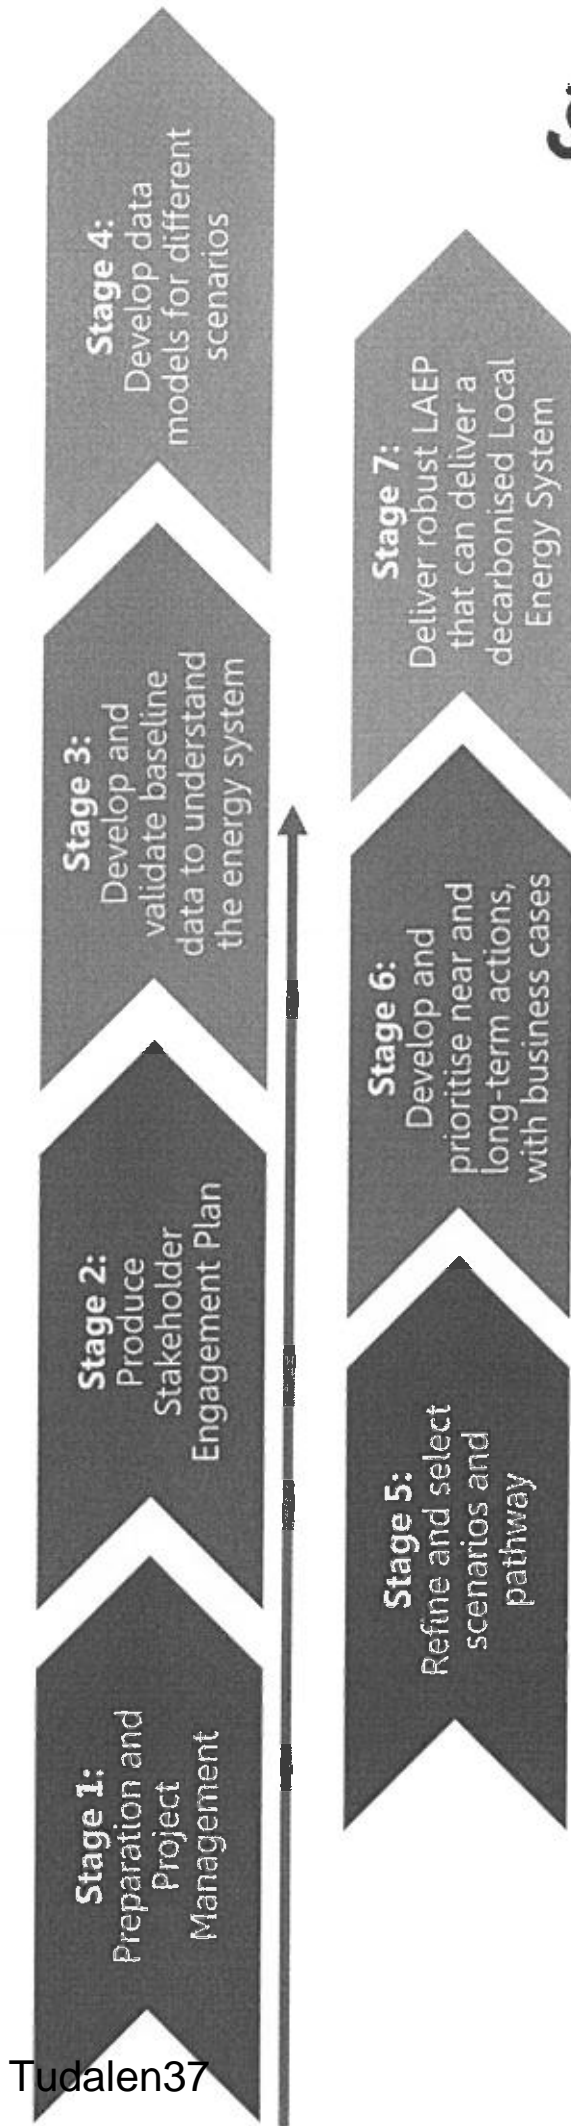 Stage 1:
Preparation and
Project
Management
Stage 2:
Produce
Stakeholder
Engagement Plan
Stage 3:
Develop and
validate baseline
data to understand
the energy system
Stage 4:
Develop data
models for different
scenarios
Stage 5:
Refine and select
scenarios and
pathway
Stage 6:
Develop and
prioritise near and
long-term actions,
with business cases
Stage 7:
Deliver robust LAEP
that can deliver a
decarbonised Local
Energy System
Tudalen37